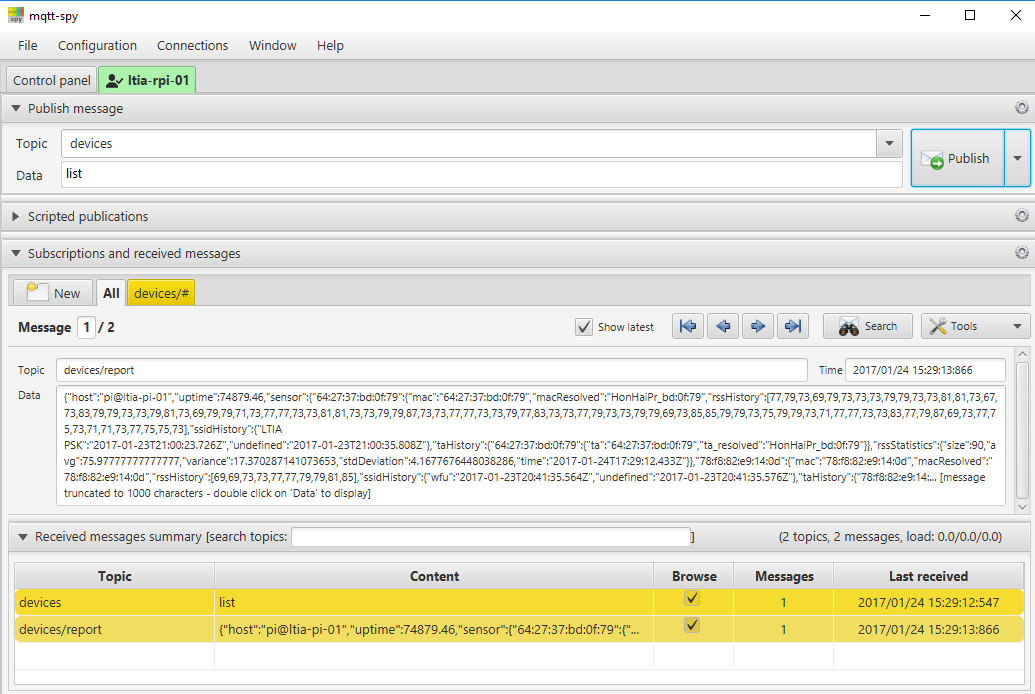 mqtt-spy
File Configuration Connections Window Help
Control panel ltia-rpi-01
Publish message
Topic devices
Publish
Data list
Scripted publications
Subscriptions and received messages
New All devices/#
Message 1 / 2 Show latest Search Tools
Topic devices/report Time 2017/01/24 15:29:13:866
Data {"host":"pi@ltia-pi-01","uptime":74879.46,"sensor":{"64:27:37:bd:0f:79":{"mac":"64:27:37:bd:0f:79","macResolved":"HonHaiPr_bd:0f:79","rssHistory":[77,79,73,69,79,73,73,73,79,79,73,73,81,81,73,67,
73,83,79,79,73,73,79,81,73,69,79,79,71,73,77,77,73,73,81,81,73,73,79,79,87,73,73,77,77,73,73,79,77,83,73,73,77,79,73,73,79,79,69,73,85,85,79,79,73,75,79,79,73,71,77,77,73,73,83,77,79,87,69,73,77,77,7
5,73,71,71,73,77,75,75,73],"ssidHistory":{"LTIA
PSK":"2017-01-23T21:00:23.726Z","undefined":"2017-01-23T21:00:35.808Z"},"taHistory":{"64:27:37:bd:0f:79":{"ta":"64:27:37:bd:0f:79","ta_resolved":"HonHaiPr_bd:0f:79"}},"rssStatistics":{"size":90,"a
vg":75.97777777777777,"variance":17.370287141073653,"stdDeviation":4.1677676448038286,"time":"2017-01-24T17:29:12.433Z"}},"78:f8:82:e9:14:0d":{"mac":"78:f8:82:e9:14:0d","macResolved":"
78:f8:82:e9:14:0d","rssHistory":[69,69,73,73,77,77,79,79,81,85],"ssidHistory":{"wfu":"2017-01-23T20:41:35.564Z","undefined":"2017-01-23T20:41:35.576Z"},"taHistory":{"78:f8:82:e9:14:... [message
truncated to 1000 characters - double click on 'Data' to display]
Received messages summary [search topics: ] (2 topics, 2 messages, load: 0.0/0.0/0.0)
Topic Content Browse Messages Last received
devices list 1 2017/01/24 15:29:12:547
devices/report {"host":"pi@ltia-pi-01","uptime":74879.46,"sensor":{"64:27:37:bd:0f:79":{"... 1 2017/01/24 15:29:13:866